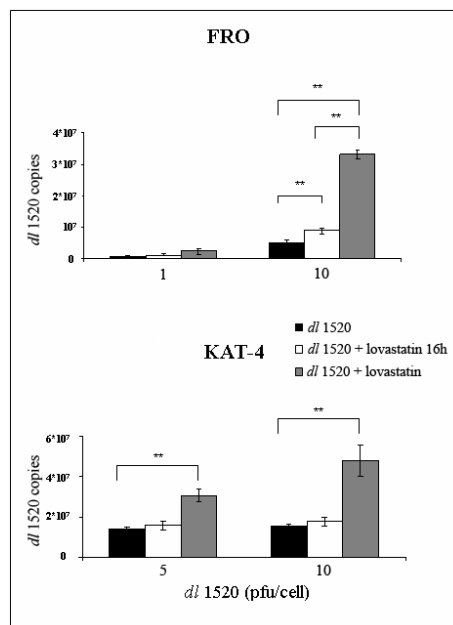 FRO
dl 1520 copies
4*10⁷
3*10⁷
2*10⁷
10⁷
0
**
**
**
1
10
dl 1520
dl 1520 + lovastatin 16h
dl 1520 + lovastatin
KAT-4
dl 1520 copies
6*10⁷
4*10⁷
2*10⁷
0
**
**
5
10
dl 1520 (pfu/cell)